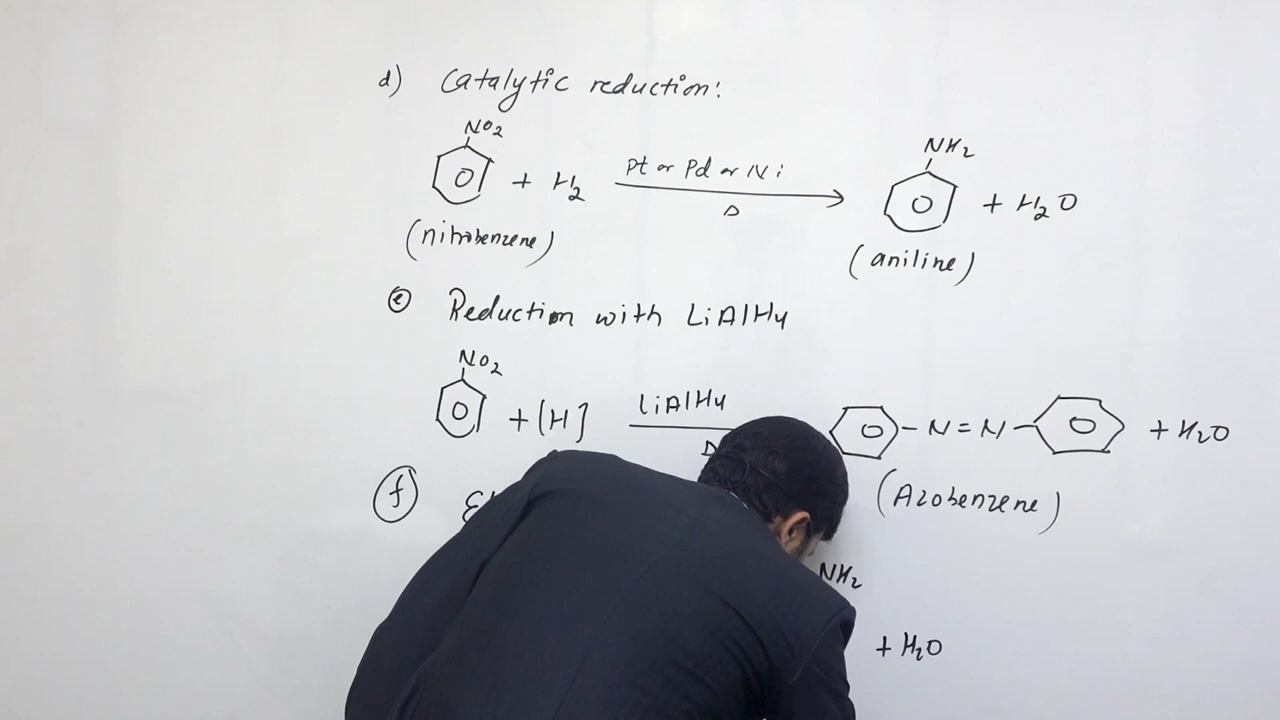 d) Catalytic reduction:
NO2 NH2
+ H2 Pt or Pd or Ni Δ + H2O
(nitrobenzene) (aniline)
e Reduction with LiAlH4
NO2
+ [H] LiAlH4 Δ - N = N - + H2O
(Azobenzene)
f
NH2
+ H2O